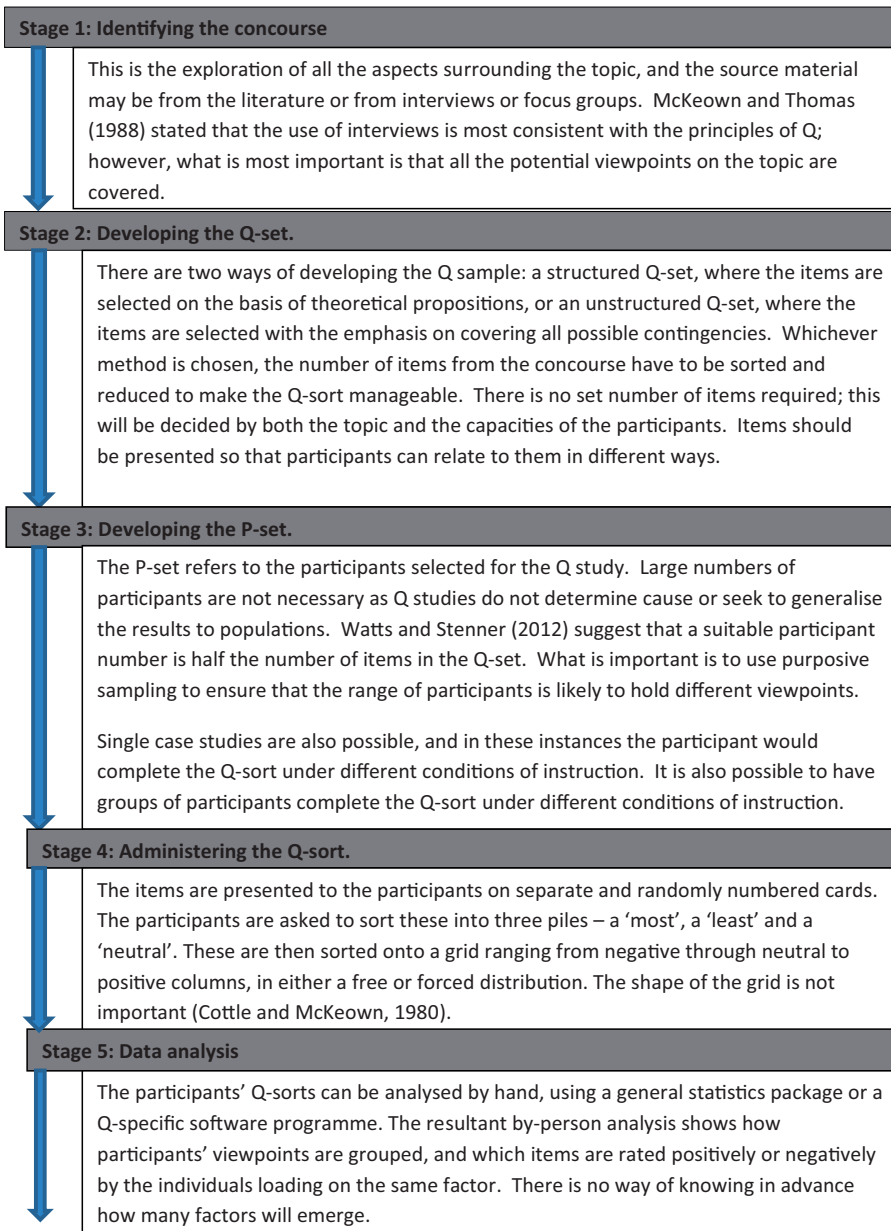 Stage 1: Identifying the concourse
This is the exploration of all the aspects surrounding the topic, and the source material
may be from the literature or from interviews or focus groups.  McKeown and Thomas
(1988) stated that the use of interviews is most consistent with the principles of Q;
however, what is most important is that all the potential viewpoints on the topic are
covered.
Stage 2: Developing the Q-set.
There are two ways of developing the Q sample: a structured Q-set, where the items are
selected on the basis of theoretical propositions, or an unstructured Q-set, where the
items are selected with the emphasis on covering all possible contingencies.  Whichever
method is chosen, the number of items from the concourse have to be sorted and
reduced to make the Q-sort manageable.  There is no set number of items required; this
will be decided by both the topic and the capacities of the participants.  Items should
be presented so that participants can relate to them in different ways.
Stage 3: Developing the P-set.
The P-set refers to the participants selected for the Q study.  Large numbers of
participants are not necessary as Q studies do not determine cause or seek to generalise
the results to populations.  Watts and Stenner (2012) suggest that a suitable participant
number is half the number of items in the Q-set.  What is important is to use purposive
sampling to ensure that the range of participants is likely to hold different viewpoints.
Single case studies are also possible, and in these instances the participant would
complete the Q-sort under different conditions of instruction.  It is also possible to have
groups of participants complete the Q-sort under different conditions of instruction.
Stage 4: Administering the Q-sort.
The items are presented to the participants on separate and randomly numbered cards.
The participants are asked to sort these into three piles – a ‘most’, a ‘least’ and a
‘neutral’. These are then sorted onto a grid ranging from negative through neutral to
positive columns, in either a free or forced distribution. The shape of the grid is not
important (Cottle and McKeown, 1980).
Stage 5: Data analysis
The participants’ Q-sorts can be analysed by hand, using a general statistics package or a
Q-specific software programme. The resultant by-person analysis shows how
participants’ viewpoints are grouped, and which items are rated positively or negatively
by the individuals loading on the same factor.  There is no way of knowing in advance
how many factors will emerge.